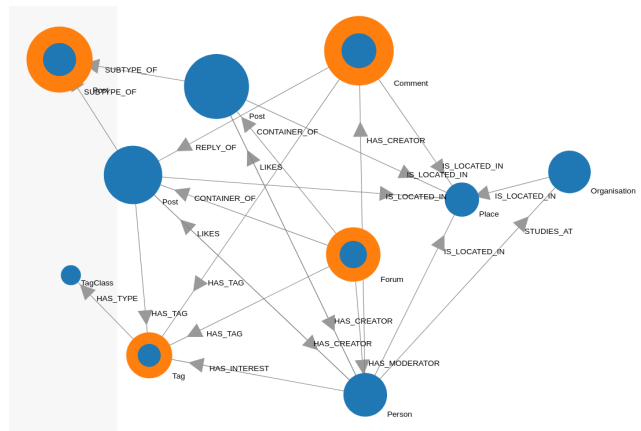 SUBTYPE_OF
Post
SUBTYPE_OF
Comment
Post
CONTAINER_OF
HAS_CREATOR
REPLY_OF
LIKES
IS_LOCATED_IN
IS_LOCATED_IN
Organisation
IS_LOCATED_IN
IS_LOCATED_IN
Post
CONTAINER_OF
Place
STUDIES_AT
LIKES
IS_LOCATED_IN
TagClass
HAS_TAG
Forum
HAS_TYPE
HAS_TAG
HAS_CREATOR
HAS_TAG
HAS_CREATOR
HAS_MODERATOR
HAS_INTEREST
Tag
Person